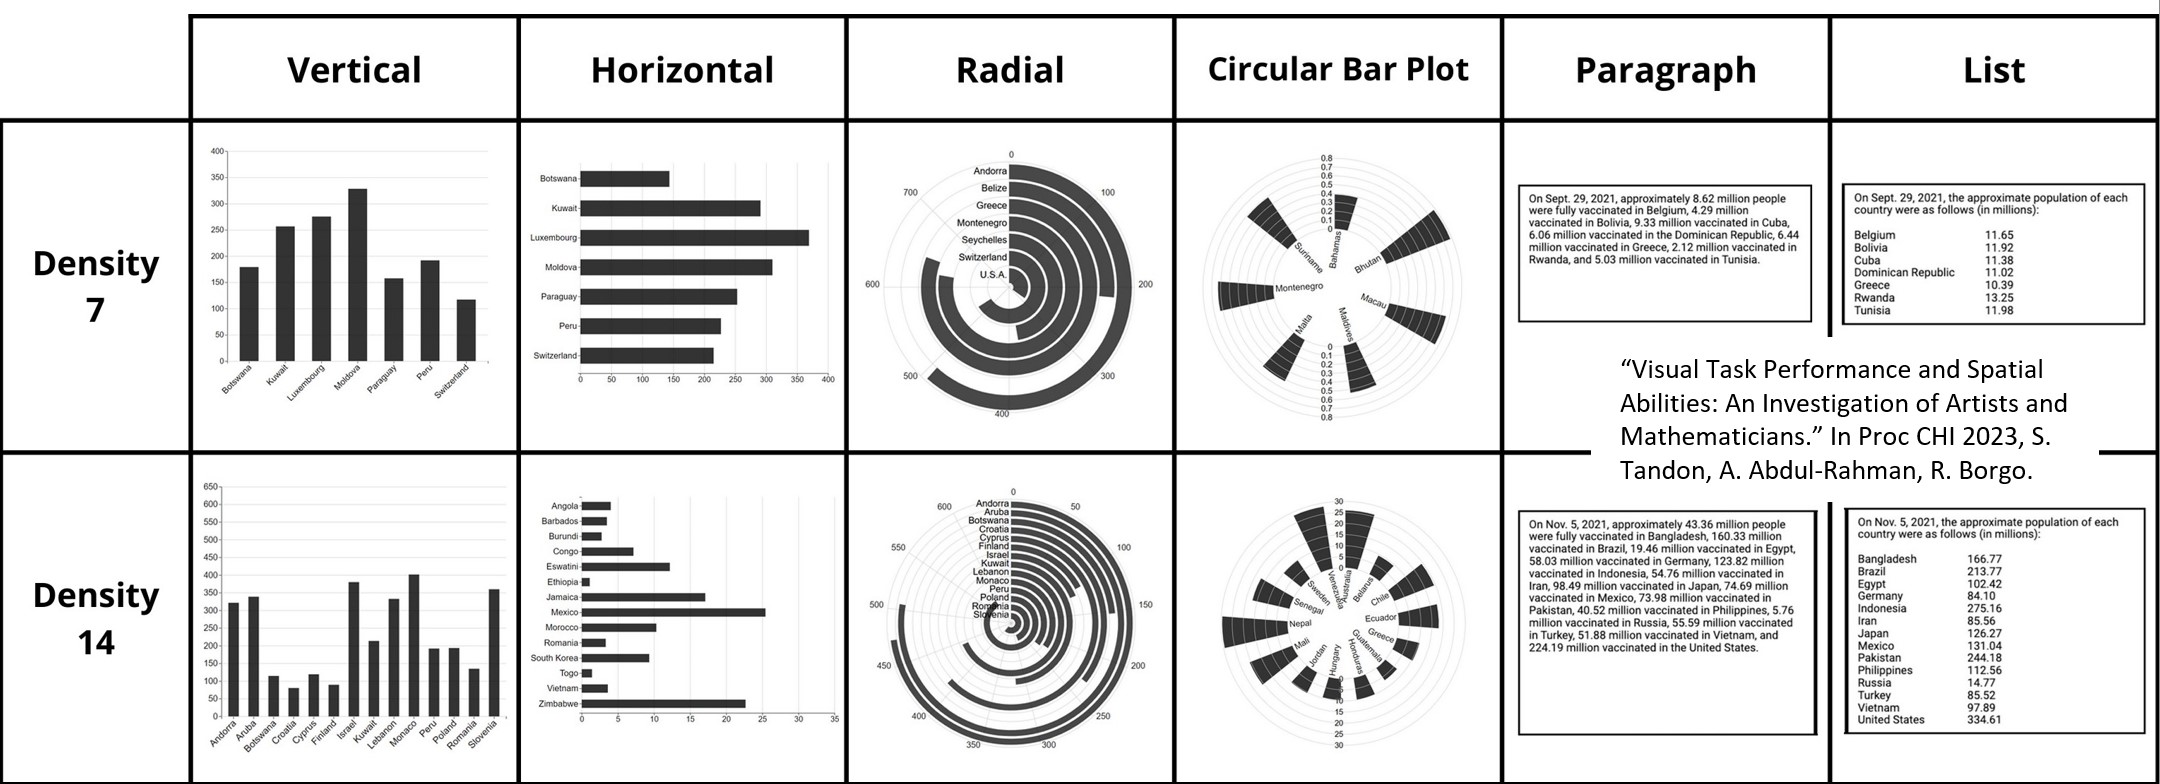 Vertical
Horizontal
Radial
Circular Bar Plot
Paragraph
List
Density
7
400
350
300
250
200
150
100
50
0
Botswana
Kuwait
Luxembourg
Moldova
Paraguay
Peru
Switzerland
Botswana
Kuwait
Luxembourg
Moldova
Paraguay
Peru
Switzerland
0 50 100 150 200 250 300 350 400
0
100
200
300
400
500
600
700
Andorra
Belize
Greece
Montenegro
Seychelles
Switzerland
U.S.A.
0.8
0.7
0.6
0.5
0.4
0.3
0.2
0.1
0
Bahamas
Bhutan
Macau
Maldives
Malta
Montenegro
Suriname
0
0.1
0.2
0.3
0.4
0.5
0.6
0.7
0.8
On Sept. 29, 2021, approximately 8.62 million people
were fully vaccinated in Belgium, 4.29 million
vaccinated in Bolivia, 9.33 million vaccinated in Cuba,
6.06 million vaccinated in the Dominican Republic, 6.44
million vaccinated in Greece, 2.12 million vaccinated in
Rwanda, and 5.03 million vaccinated in Tunisia.
On Sept. 29, 2021, the approximate population of each
country were as follows (in millions):
Belgium 11.65
Bolivia 11.92
Cuba 11.38
Dominican Republic 11.02
Greece 10.39
Rwanda 13.25
Tunisia 11.98
“Visual Task Performance and Spatial
Abilities: An Investigation of Artists and
Mathematicians.” In Proc CHI 2023, S.
Tandon, A. Abdul-Rahman, R. Borgo.
Density
14
650
600
550
500
450
400
350
300
250
200
150
100
50
0
Andorra
Aruba
Botswana
Croatia
Cyprus
Finland
Israel
Kuwait
Lebanon
Monaco
Peru
Poland
Romania
Slovenia
Angola
Barbados
Burundi
Congo
Eswatini
Ethiopia
Jamaica
Mexico
Morocco
Romania
South Korea
Togo
Vietnam
Zimbabwe
0 5 10 15 20 25 30 35
0
50
100
150
200
250
300
350
400
450
500
550
600
Andorra
Aruba
Botswana
Croatia
Cyprus
Finland
Israel
Kuwait
Lebanon
Monaco
Peru
Poland
Romania
Slovenia
30
25
20
15
10
5
0
Australia
Belarus
Chile
Ecuador
Greece
Guatemala
Honduras
Hungary
Jordan
Mali
Nepal
Senegal
Sweden
Venezuela
0
5
10
15
20
25
30
On Nov. 5, 2021, approximately 43.36 million people
were fully vaccinated in Bangladesh, 160.33 million
vaccinated in Brazil, 19.46 million vaccinated in Egypt,
58.03 million vaccinated in Germany, 123.82 million
vaccinated in Indonesia, 54.76 million vaccinated in
Iran, 98.49 million vaccinated in Japan, 74.69 million
vaccinated in Mexico, 73.98 million vaccinated in
Pakistan, 40.52 million vaccinated in Philippines, 5.76
million vaccinated in Russia, 55.59 million vaccinated
in Turkey, 51.88 million vaccinated in Vietnam, and
224.19 million vaccinated in the United States.
On Nov. 5, 2021, the approximate population of each
country were as follows (in millions):
Bangladesh 166.77
Brazil 213.77
Egypt 102.42
Germany 84.10
Indonesia 275.16
Iran 85.56
Japan 126.27
Mexico 131.04
Pakistan 244.18
Philippines 112.56
Russia 14.77
Turkey 85.52
Vietnam 97.89
United States 334.61